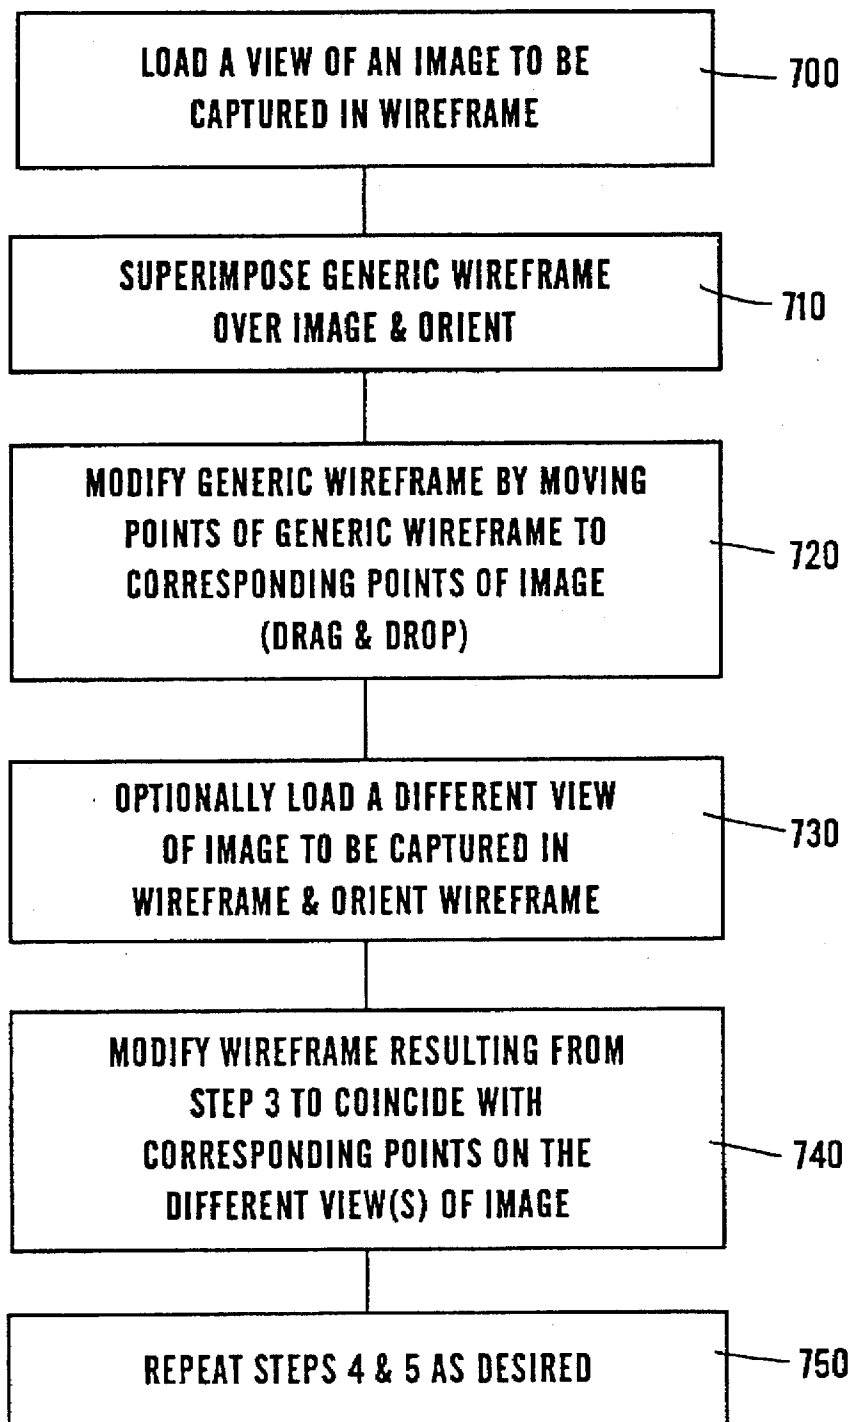 LOAD A VIEW OF AN IMAGE TO BE
CAPTURED IN WIREFRAME
700
SUPERIMPOSE GENERIC WIREFRAME
OVER IMAGE & ORIENT
710
MODIFY GENERIC WIREFRAME BY MOVING
POINTS OF GENERIC WIREFRAME TO
CORRESPONDING POINTS OF IMAGE
(DRAG & DROP)
720
OPTIONALLY LOAD A DIFFERENT VIEW
OF IMAGE TO BE CAPTURED IN
WIREFRAME & ORIENT WIREFRAME
730
MODIFY WIREFRAME RESULTING FROM
STEP 3 TO COINCIDE WITH
CORRESPONDING POINTS ON THE
DIFFERENT VIEW(S) OF IMAGE
740
REPEAT STEPS 4 & 5 AS DESIRED
750